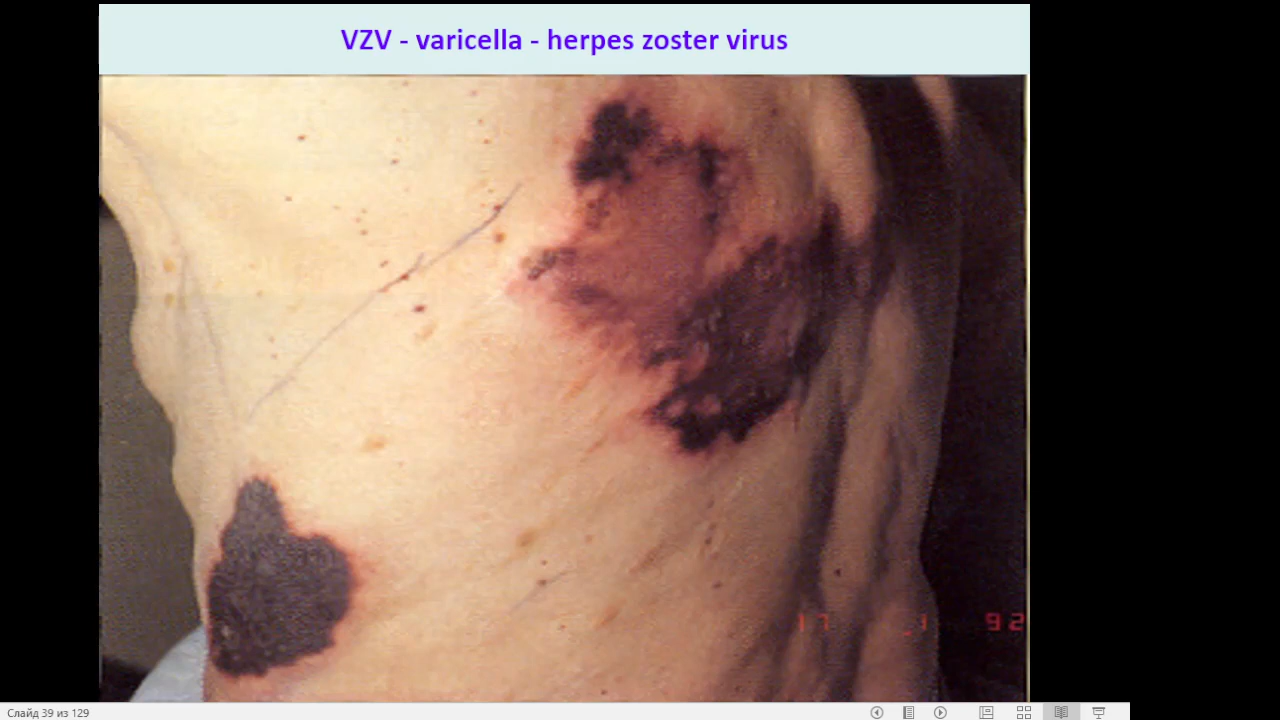 VZV - varicella - herpes zoster virus
17 1 92
Слайд 39 из 129